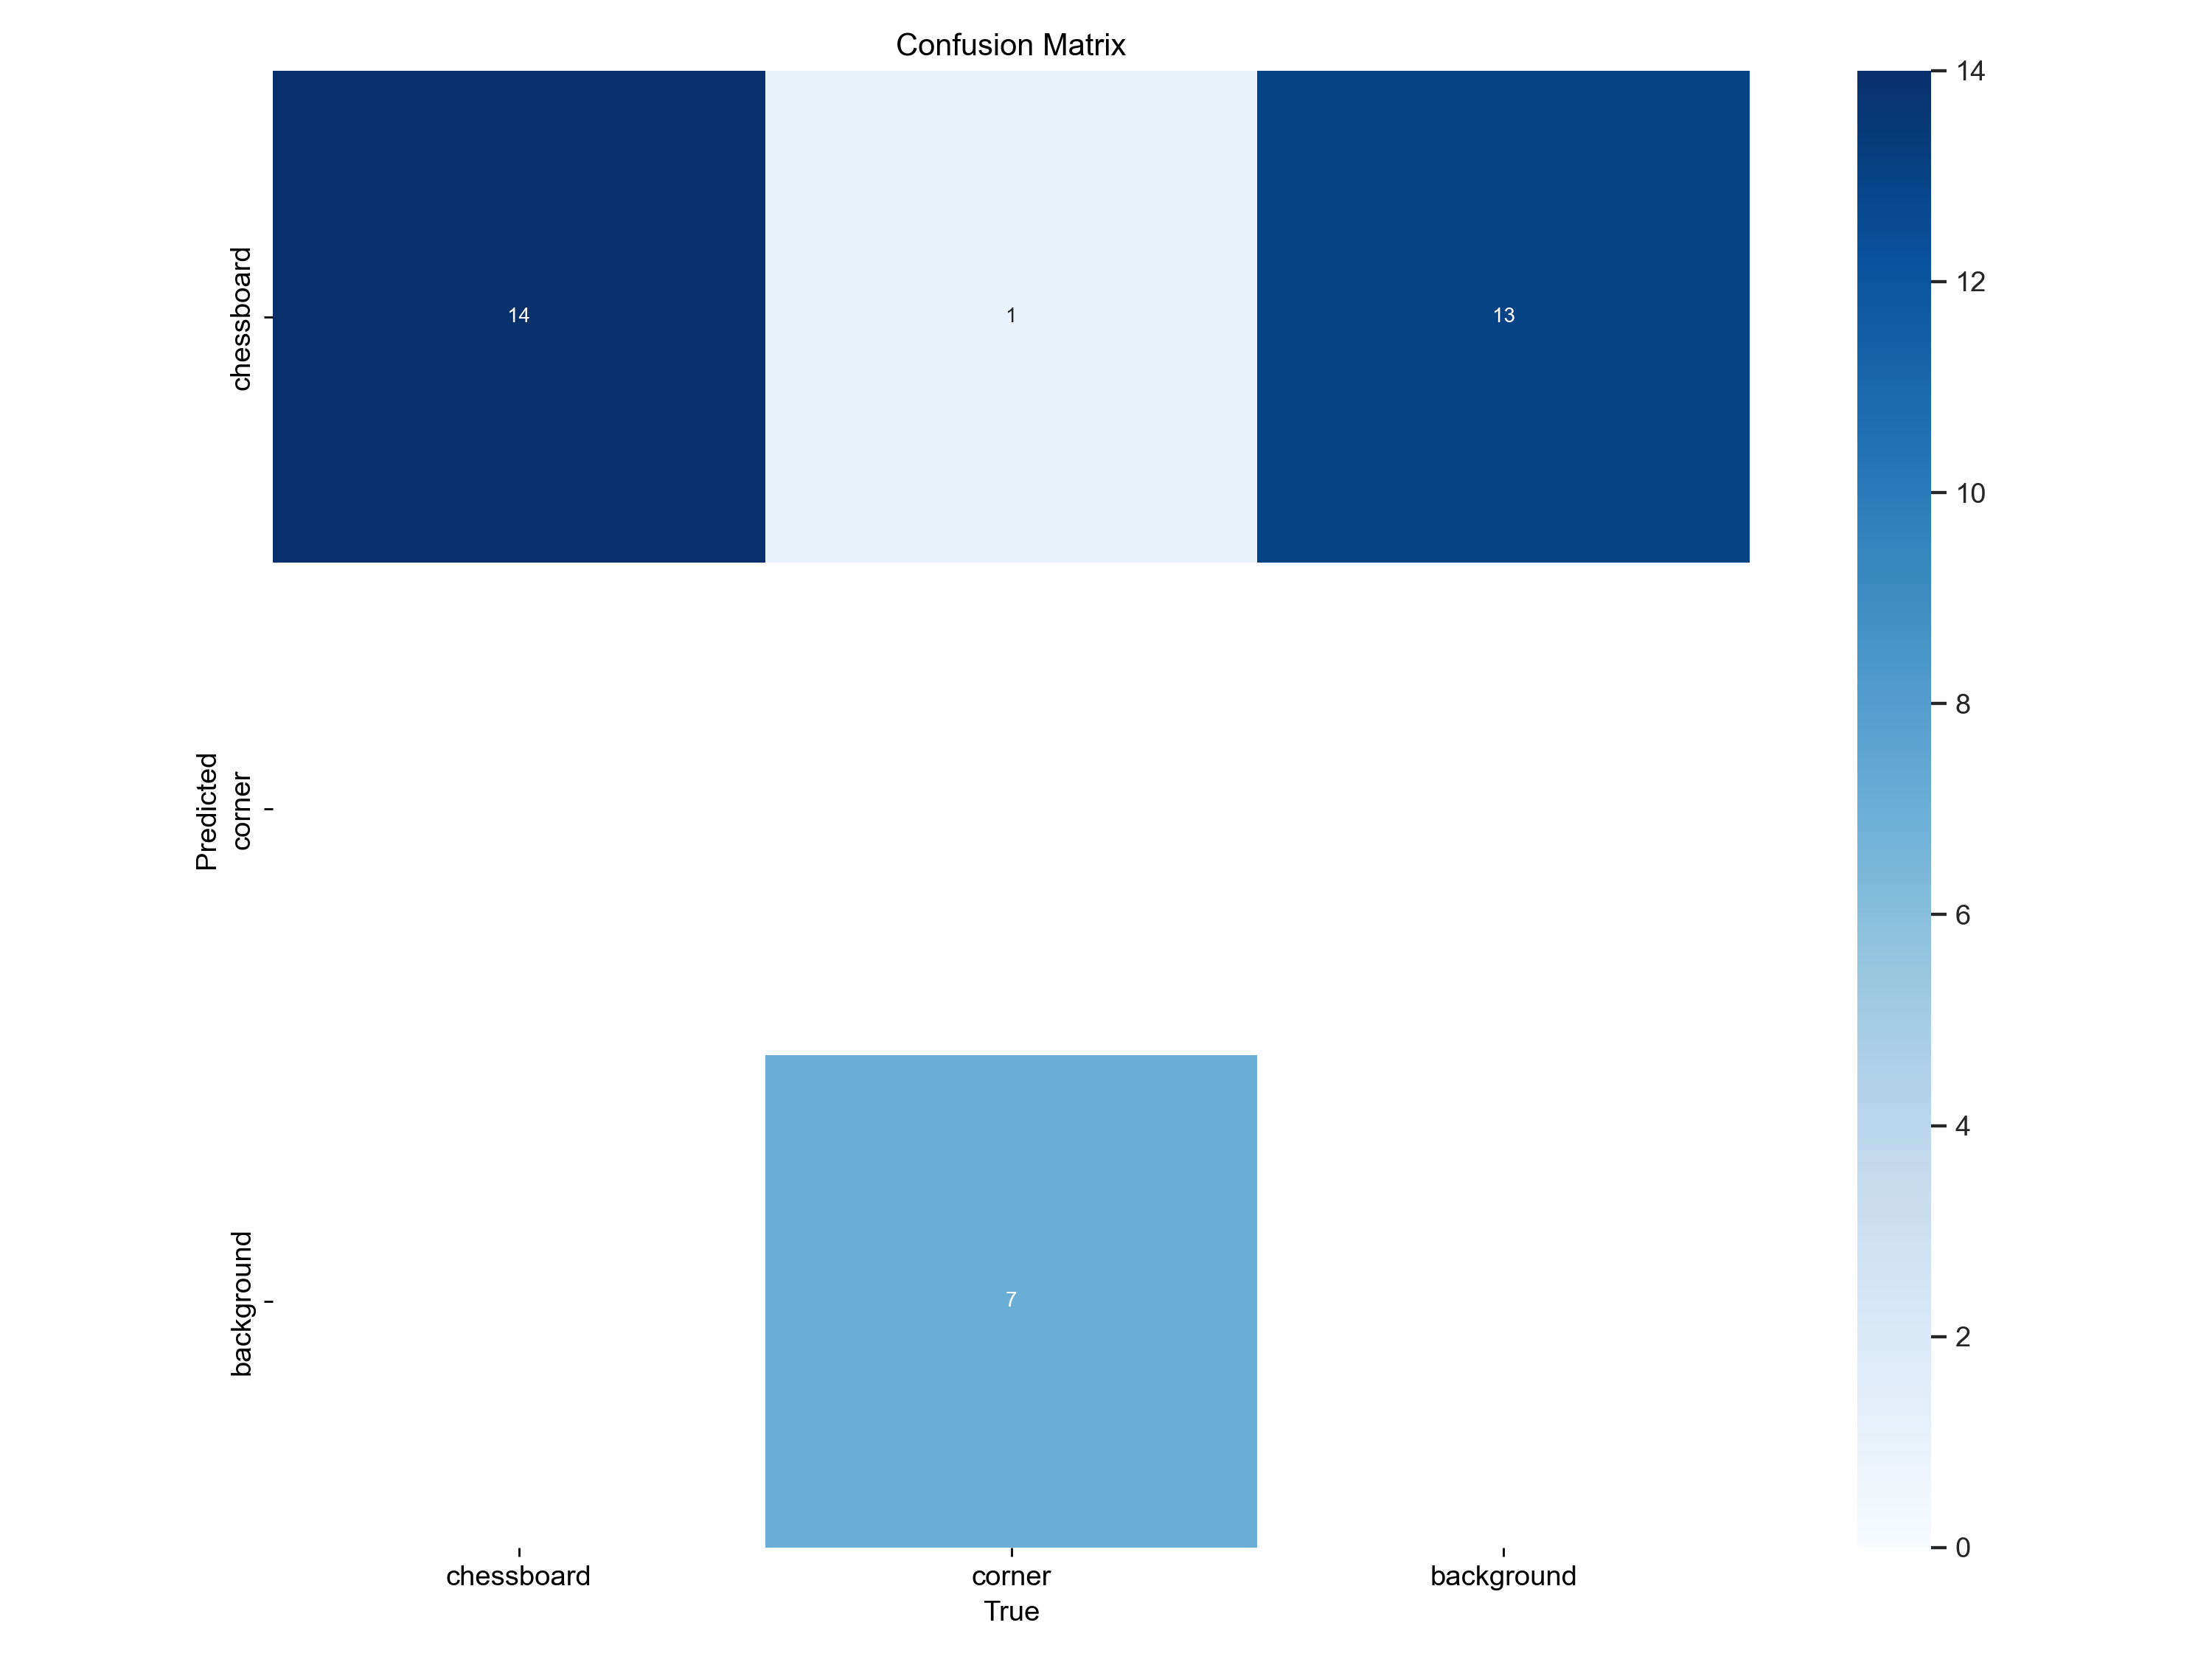 Confusion Matrix
chessboard
14
1
13
14
12
10
8
6
4
2
0
Predicted
corner
background
7
chessboard
corner
background
True